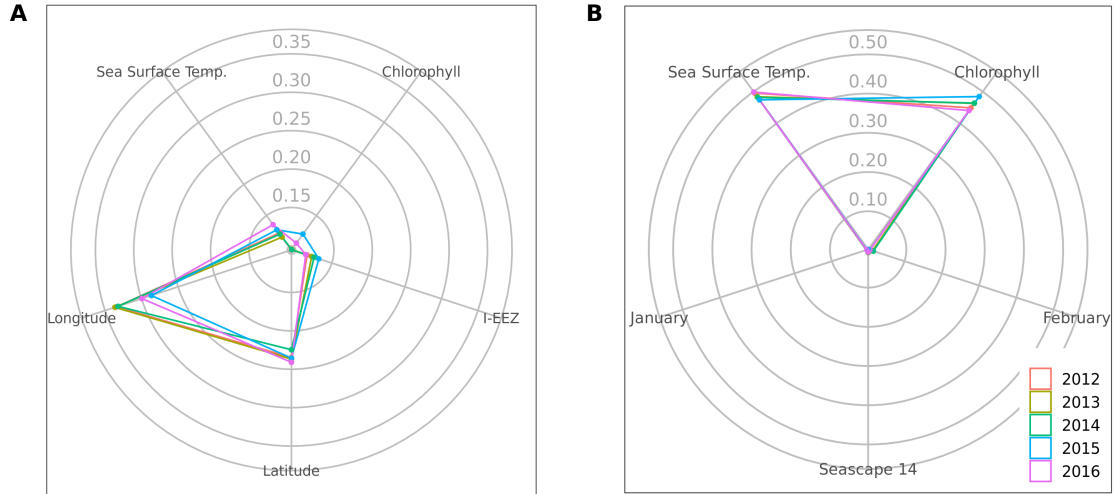 A
0.35
Sea Surface Temp.
Chlorophyll
0.30
0.25
0.20
0.15
Longitude
I-EEZ
Latitude
B
0.50
Sea Surface Temp.
Chlorophyll
0.40
0.30
0.20
0.10
January
February
Seascape 14
2012
2013
2014
2015
2016